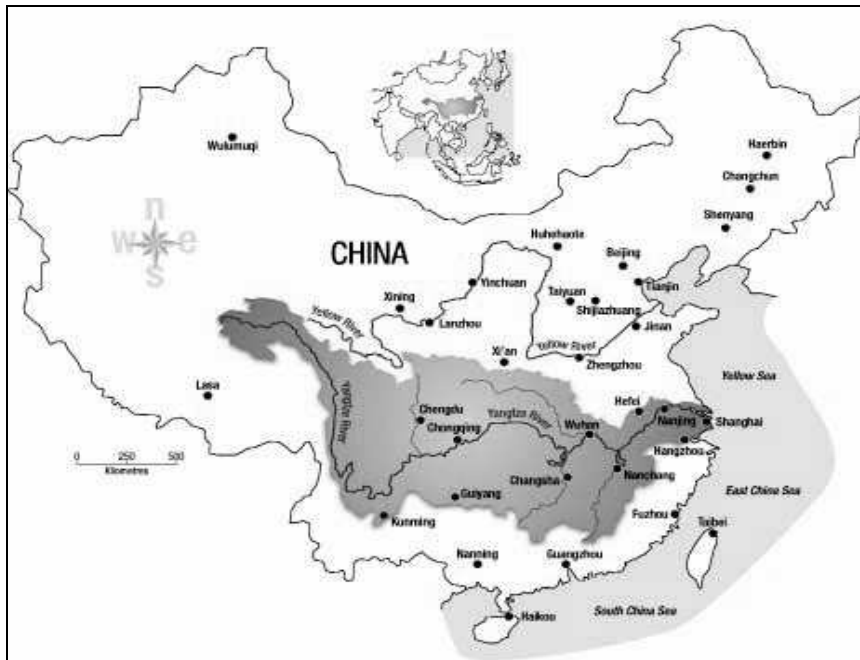 Haerbin
Wulumuqi
Changchun
n
Shenyang
Huhehaote
w e
CHINA
Beijing
s
Yinchuan
Tianjin
Taiyuan
Xining
Shijiazhuang
Yellow River
Lanzhou
Jinan
Yellow River
Xi'an
Zhengzhou
Yellow Sea
Lasa
Yangtze River
Hefei
Chengdu
Yangtze River
Nanjing
Shanghai
Chongqing
Wuhan
Hangzhou
0 250 500
Kilometres
Changsha
Nanchang
East China Sea
Guiyang
Kunming
Fuzhou
Taibei
Nanning
Guangzhou
South China Sea
Haikou